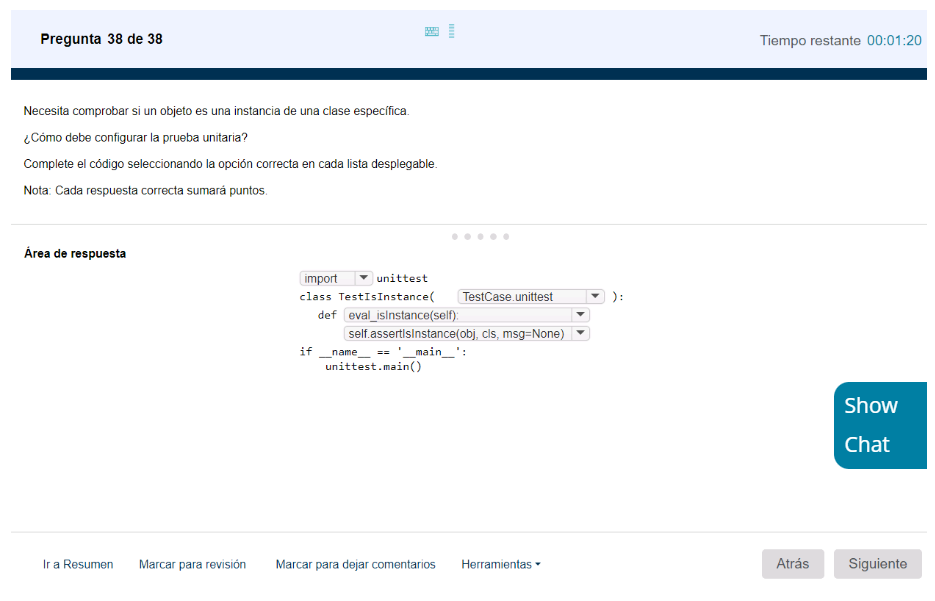 Pregunta 38 de 38
Tiempo restante 00:01:20
Necesita comprobar si un objeto es una instancia de una clase específica.
¿Cómo debe configurar la prueba unitaria?
Complete el código seleccionando la opción correcta en cada lista desplegable.
Nota: Cada respuesta correcta sumará puntos.
Área de respuesta
import unittest
class TestIsInstance( TestCase.unittest ):
def eval_isInstance(self):
self.assertIsInstance(obj, cls, msg=None)
if __name__ == '__main__':
unittest.main()
Show
Chat
Ir a Resumen Marcar para revisión Marcar para dejar comentarios Herramientas Atrás Siguiente